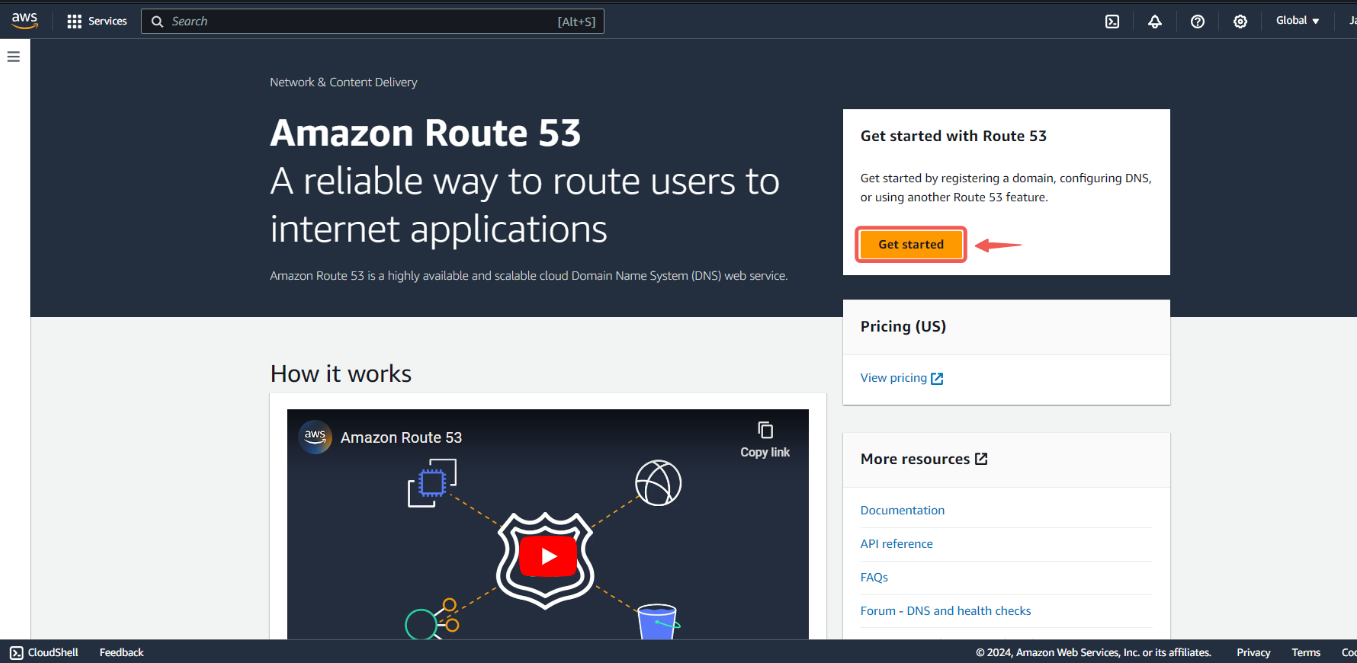 aws
Services
Search
[Alt+S]
Global
Network & Content Delivery
Amazon Route 53
A reliable way to route users to
internet applications
Amazon Route 53 is a highly available and scalable cloud Domain Name System (DNS) web service.
Get started with Route 53
Get started by registering a domain, configuring DNS,
or using another Route 53 feature.
Get started
Pricing (US)
View pricing
How it works
aws
Amazon Route 53
Copy link
More resources
Documentation
API reference
FAQs
Forum - DNS and health checks
CloudShell
Feedback
© 2024, Amazon Web Services, Inc. or its affiliates.
Privacy
Terms